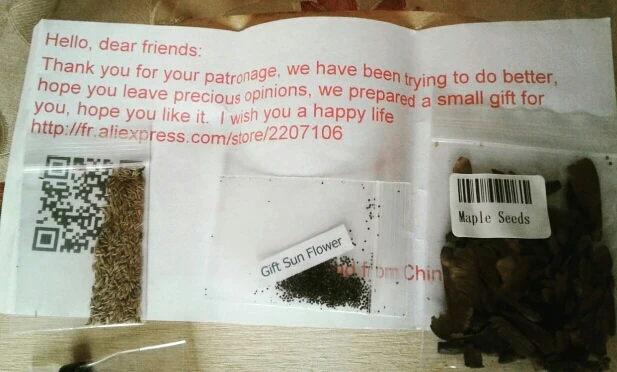 Hello, dear friends:
Thank you for your patronage, we have been trying to do better,
hope you leave precious opinions, we prepared a small gift for
you, hope you like it. I wish you a happy life
http://fr.aliexpress.com/store/2207106
Maple Seeds
Gift Sun Flower
from Chin